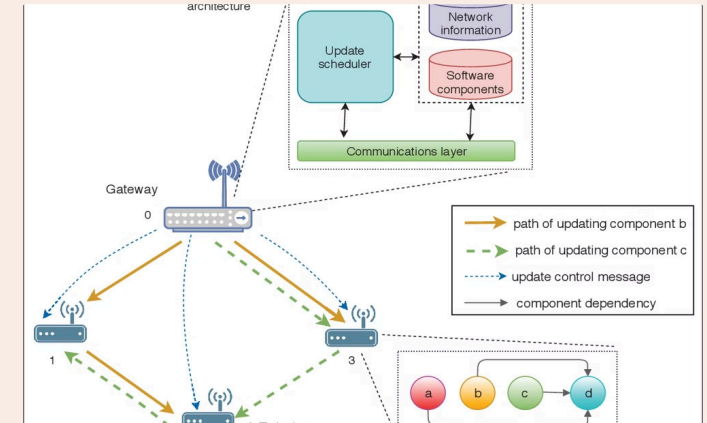 architecture
Network
information
Update
scheduler
Software
components
Communications layer
Gateway
0
path of updating component b
path of updating component c
update control message
component dependency
1
3
a
b
c
d